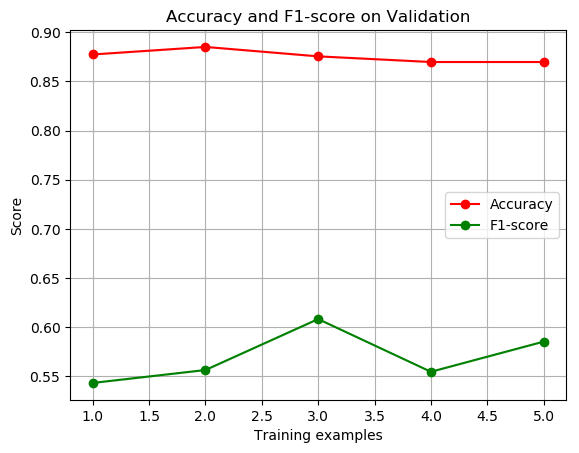 Accuracy and F1-score on Validation
0.90
0.85
0.80
0.75
0.70
0.65
0.60
0.55
Score
Accuracy
F1-score
1.0 1.5 2.0 2.5 3.0 3.5 4.0 4.5 5.0
Training examples